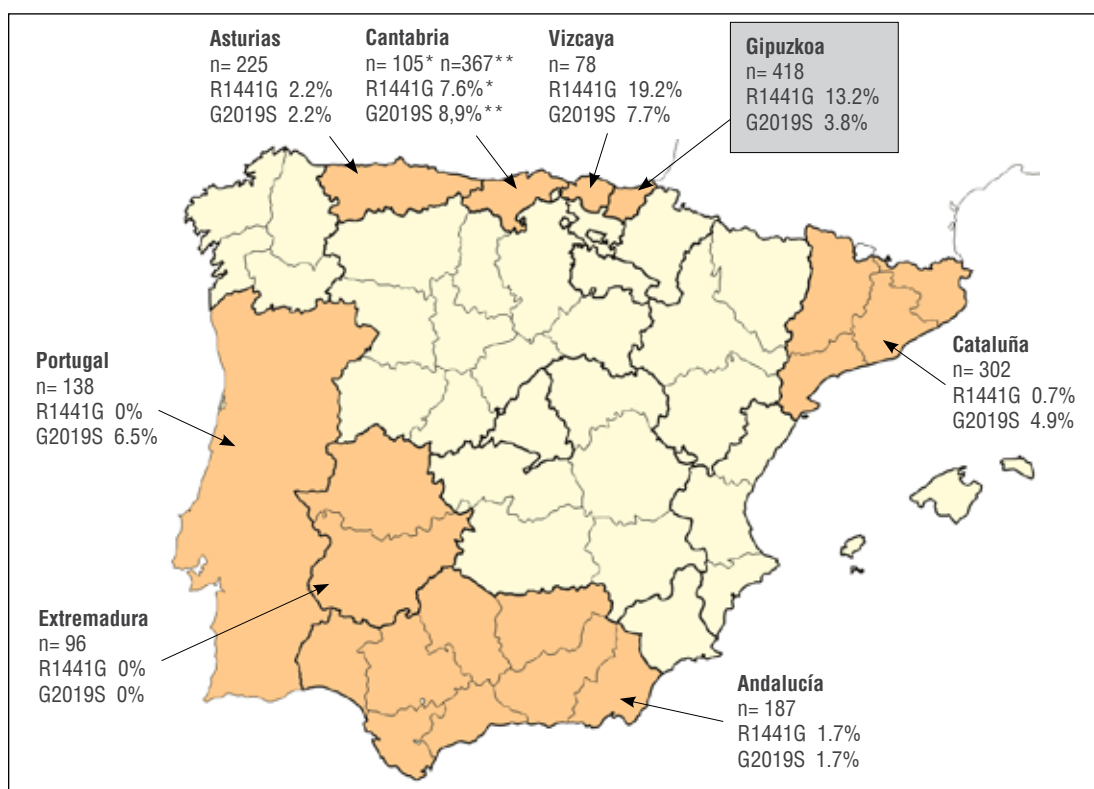 Asturias
n= 225
R1441G 2.2%
G2019S 2.2%
Cantabria
n= 105* n=367**
R1441G 7.6%*
G2019S 8,9%**
Vizcaya
n= 78
R1441G 19.2%
G2019S 7.7%
Gipuzkoa
n= 418
R1441G 13.2%
G2019S 3.8%
Portugal
n= 138
R1441G 0%
G2019S 6.5%
Cataluña
n= 302
R1441G 0.7%
G2019S 4.9%
Extremadura
n= 96
R1441G 0%
G2019S 0%
Andalucía
n= 187
R1441G 1.7%
G2019S 1.7%